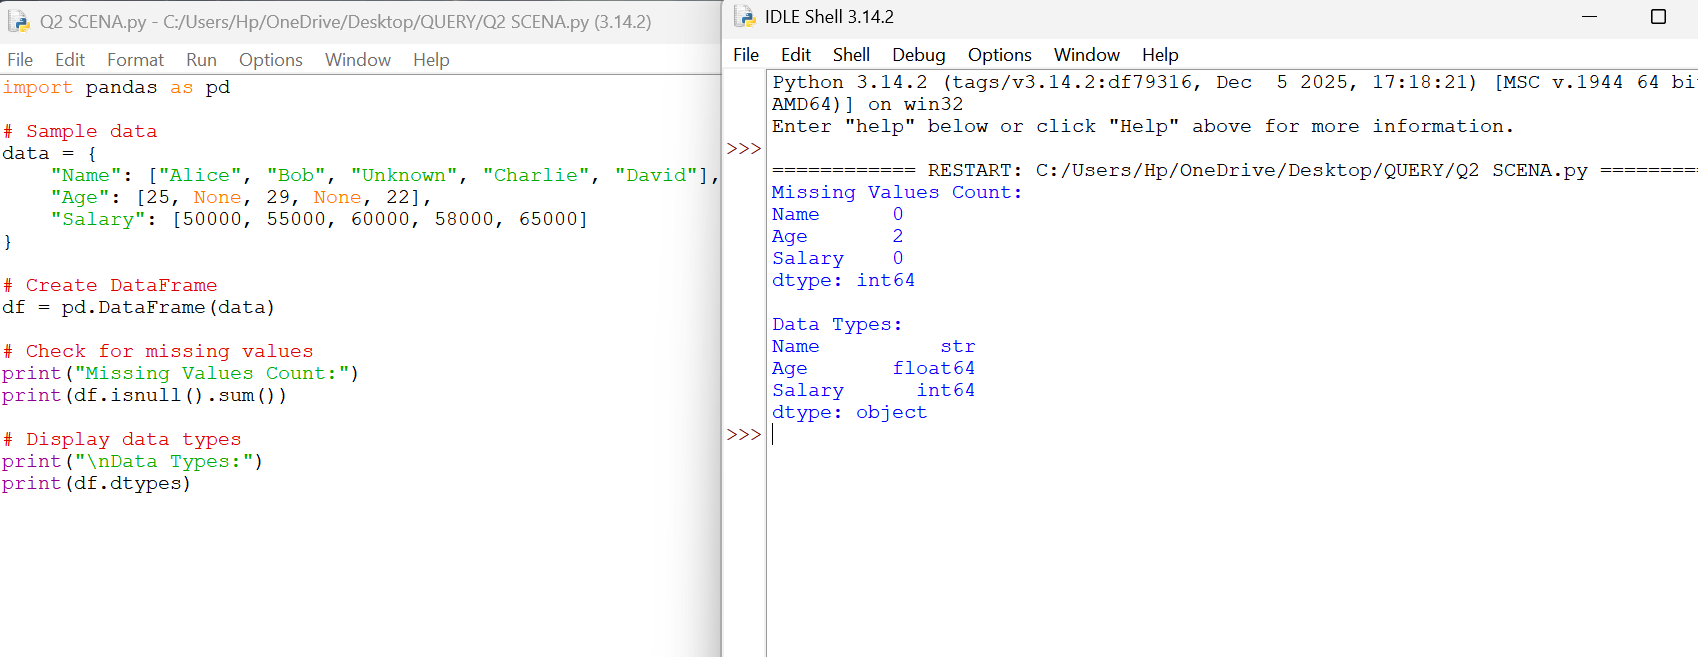 Q2 SCENA.py - C:/Users/Hp/OneDrive/Desktop/QUERY/Q2 SCENA.py (3.14.2)
File Edit Format Run Options Window Help
import pandas as pd
# Sample data
data = {
    "Name": ["Alice", "Bob", "Unknown", "Charlie", "David"],
    "Age": [25, None, 29, None, 22],
    "Salary": [50000, 55000, 60000, 58000, 65000]
}
# Create DataFrame
df = pd.DataFrame(data)
# Check for missing values
print("Missing Values Count:")
print(df.isnull().sum())
# Display data types
print("\nData Types:")
print(df.dtypes)
IDLE Shell 3.14.2
File Edit Shell Debug Options Window Help
Python 3.14.2 (tags/v3.14.2:df79316, Dec  5 2025, 17:18:21) [MSC v.1944 64 bi
AMD64)] on win32
Enter "help" below or click "Help" above for more information.
>>>
============ RESTART: C:/Users/Hp/OneDrive/Desktop/QUERY/Q2 SCENA.py ========
Missing Values Count:
Name      0
Age       2
Salary    0
dtype: int64
Data Types:
Name          str
Age       float64
Salary      int64
dtype: object
>>>